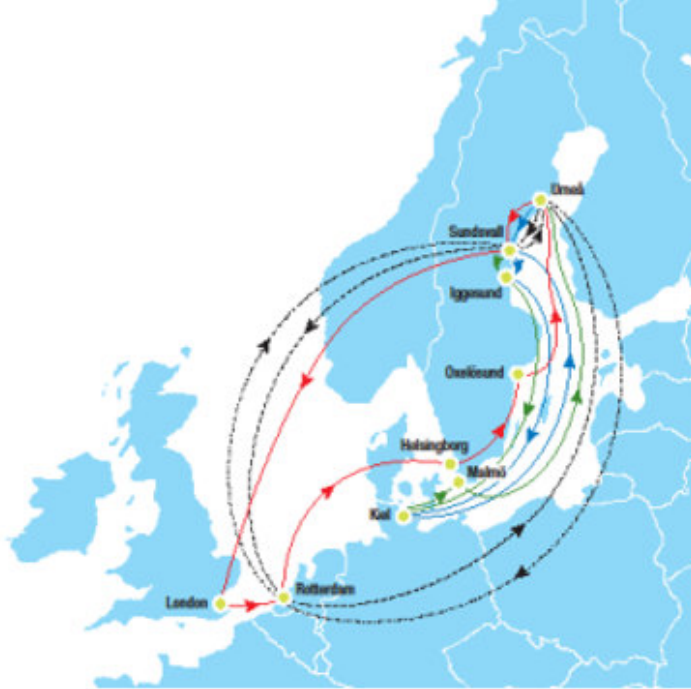 Umeå
Sundsvall
Iggesund
Oxelösund
Helsingborg
Malmö
Kiel
Rotterdam
London